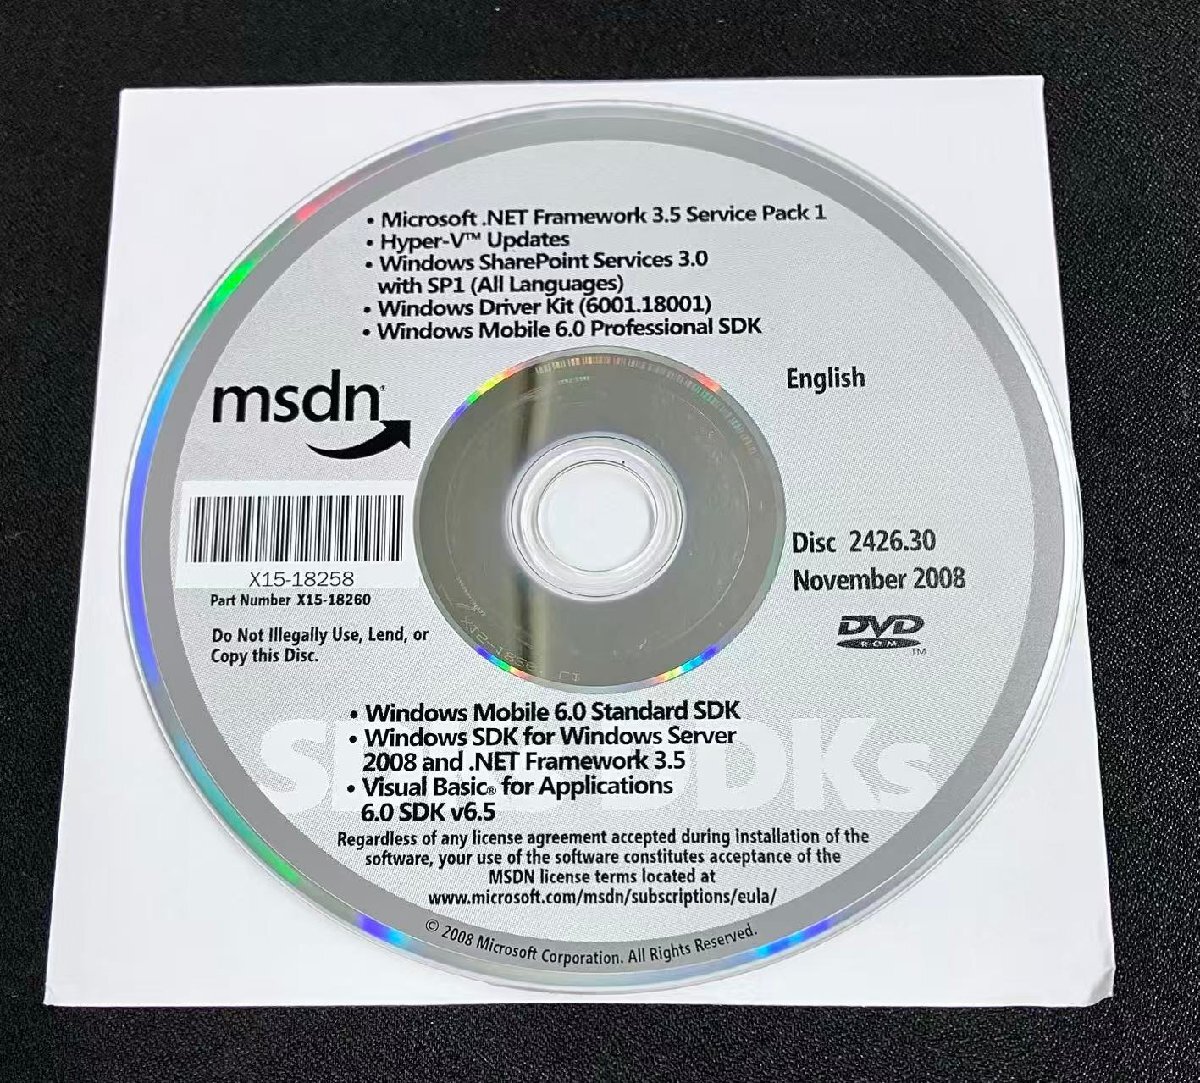 • Microsoft .NET Framework 3.5 Service Pack 1
• Hyper-V™ Updates
• Windows SharePoint Services 3.0
with SP1 (All Languages)
• Windows Driver Kit (6001.18001)
• Windows Mobile 6.0 Professional SDK
msdn
English
X15-18258
Part Number X15-18260
Do Not Illegally Use, Lend, or
Copy this Disc.
Disc 2426.30
November 2008
DVD
ROM
TM
• Windows Mobile 6.0 Standard SDK
• Windows SDK for Windows Server
2008 and .NET Framework 3.5
• Visual Basic® for Applications
6.0 SDK v6.5
SDKs
Regardless of any license agreement accepted during installation of the
software, your use of the software constitutes acceptance of the
MSDN license terms located at
www.microsoft.com/msdn/subscriptions/eula/
© 2008 Microsoft Corporation. All Rights Reserved.